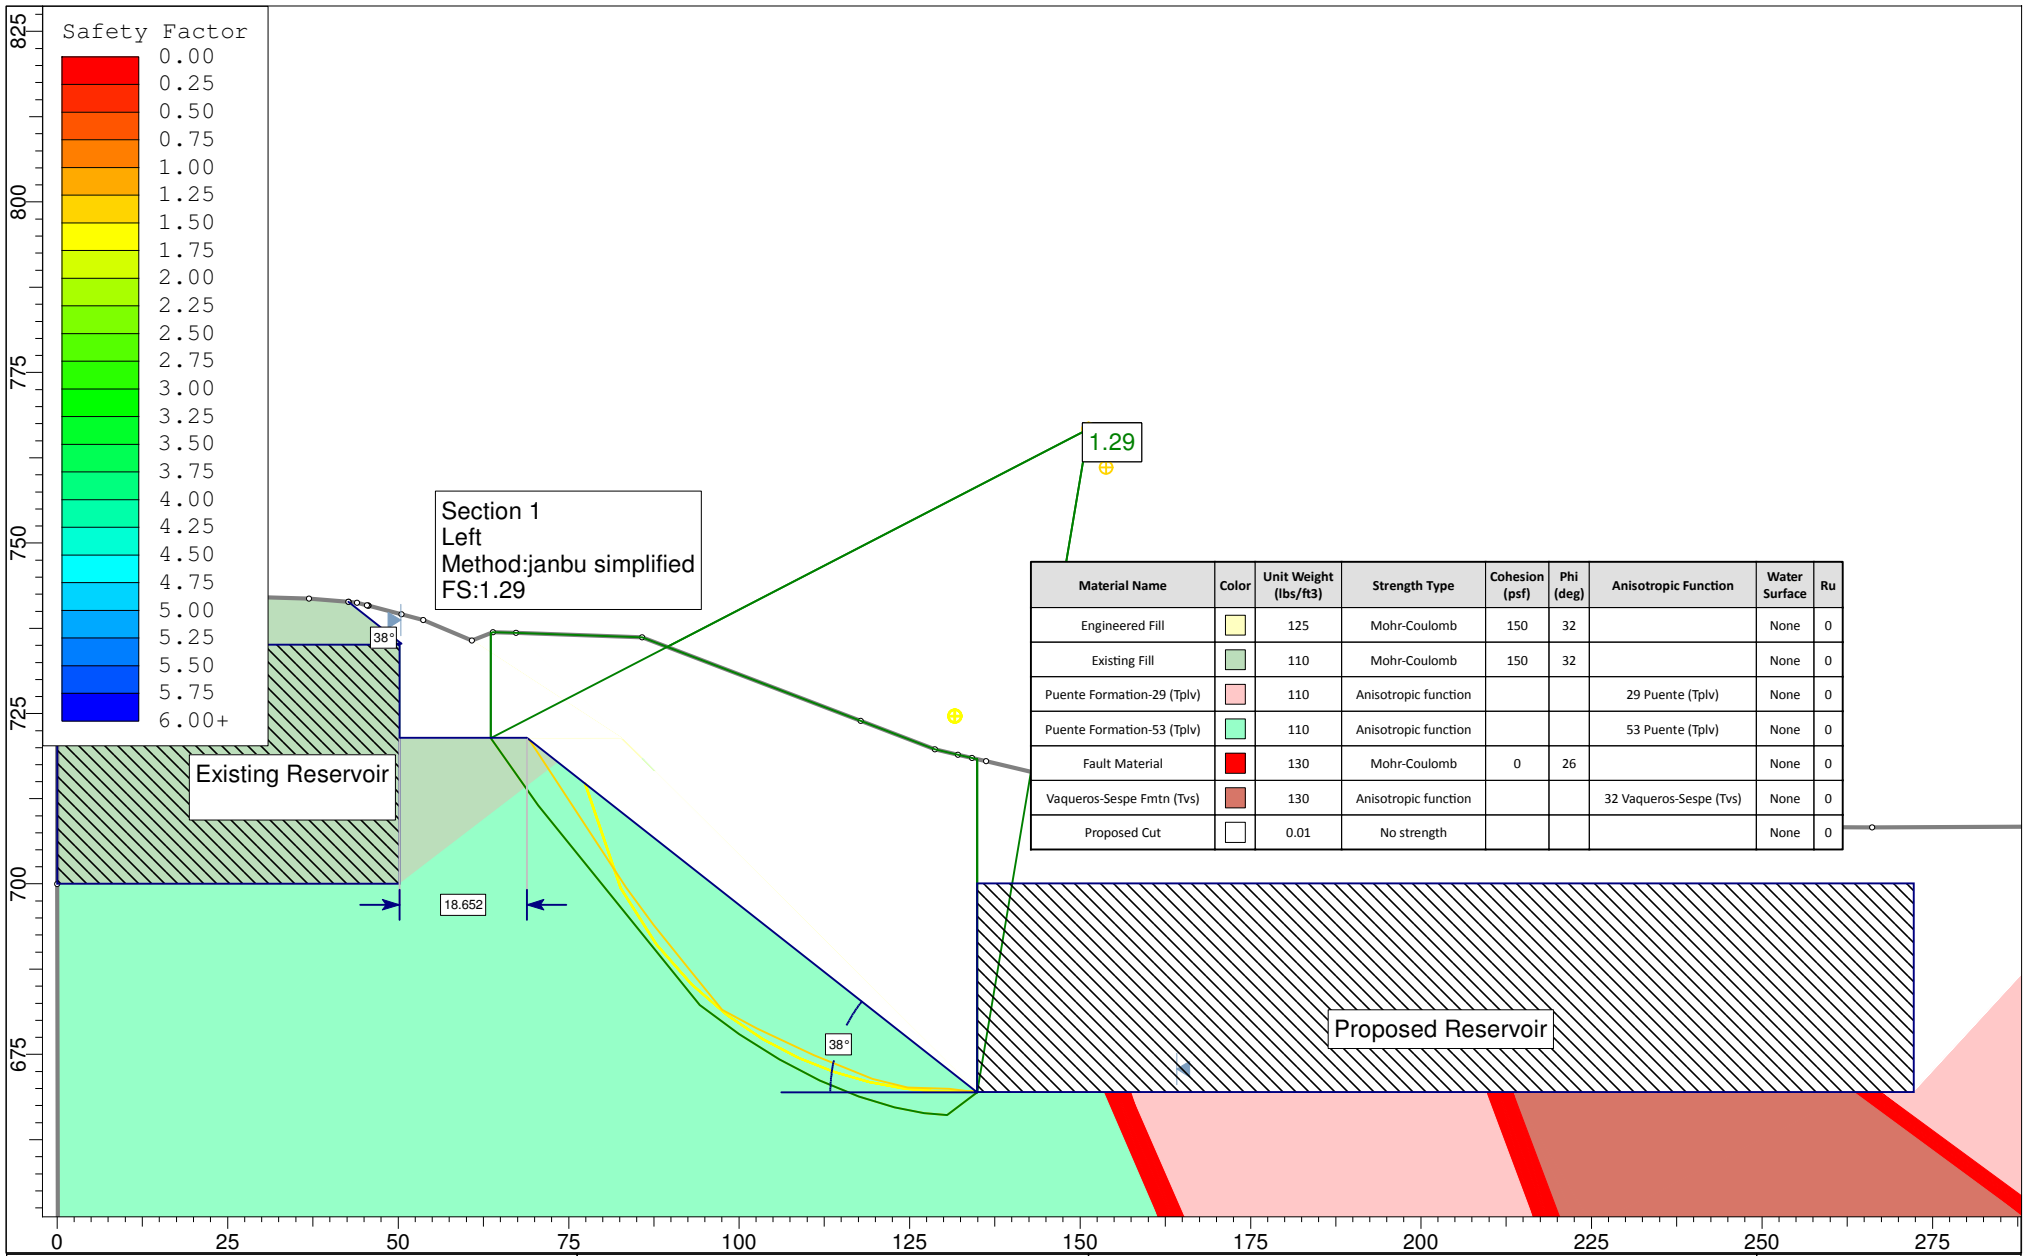 Safety Factor
0.00
0.25
0.50
0.75
1.00
1.25
1.50
1.75
2.00
2.25
2.50
2.75
3.00
3.25
3.50
3.75
4.00
4.25
4.50
4.75
5.00
5.25
5.50
5.75
6.00+
825
800
775
750
725
700
675
1.29
Section 1
Left
Method:janbu simplified
FS:1.29
38°
Existing Reservoir
18.652
38°
Proposed Reservoir
Material Name Color Unit Weight (lbs/ft3) Strength Type Cohesion (psf) Phi (deg) Anisotropic Function Water Surface Ru
Engineered Fill 125 Mohr-Coulomb 150 32 None 0
Existing Fill 110 Mohr-Coulomb 150 32 None 0
Puente Formation-29 (Tplv) 110 Anisotropic function 29 Puente (Tplv) None 0
Puente Formation-53 (Tplv) 110 Anisotropic function 53 Puente (Tplv) None 0
Fault Material 130 Mohr-Coulomb 0 26 None 0
Vaqueros-Sespe Fmtn (Tvs) 130 Anisotropic function 32 Vaqueros-Sespe (Tvs) None 0
Proposed Cut 0.01 No strength None 0
0 25 50 75 100 125 150 175 200 225 250 275